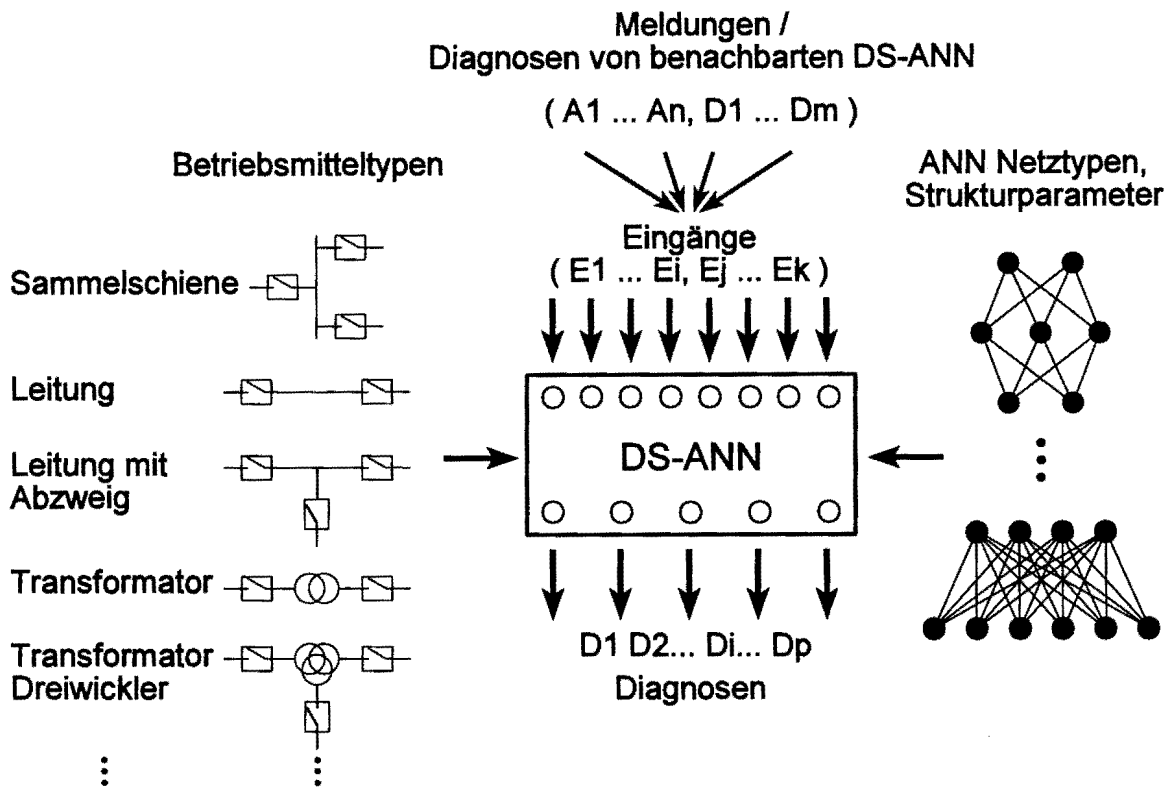 Meldungen /
Diagnosen von benachbarten DS-ANN
( A1 ... An, D1 ... Dm )
Betriebsmitteltypen
ANN Netztypen,
Strukturparameter
Eingänge
( E1 ... Ei, Ej ... Ek )
Sammelschiene
Leitung
Leitung mit
Abzweig
DS-ANN
Transformator
Transformator
Dreiwickler
D1 D2... Di... Dp
Diagnosen